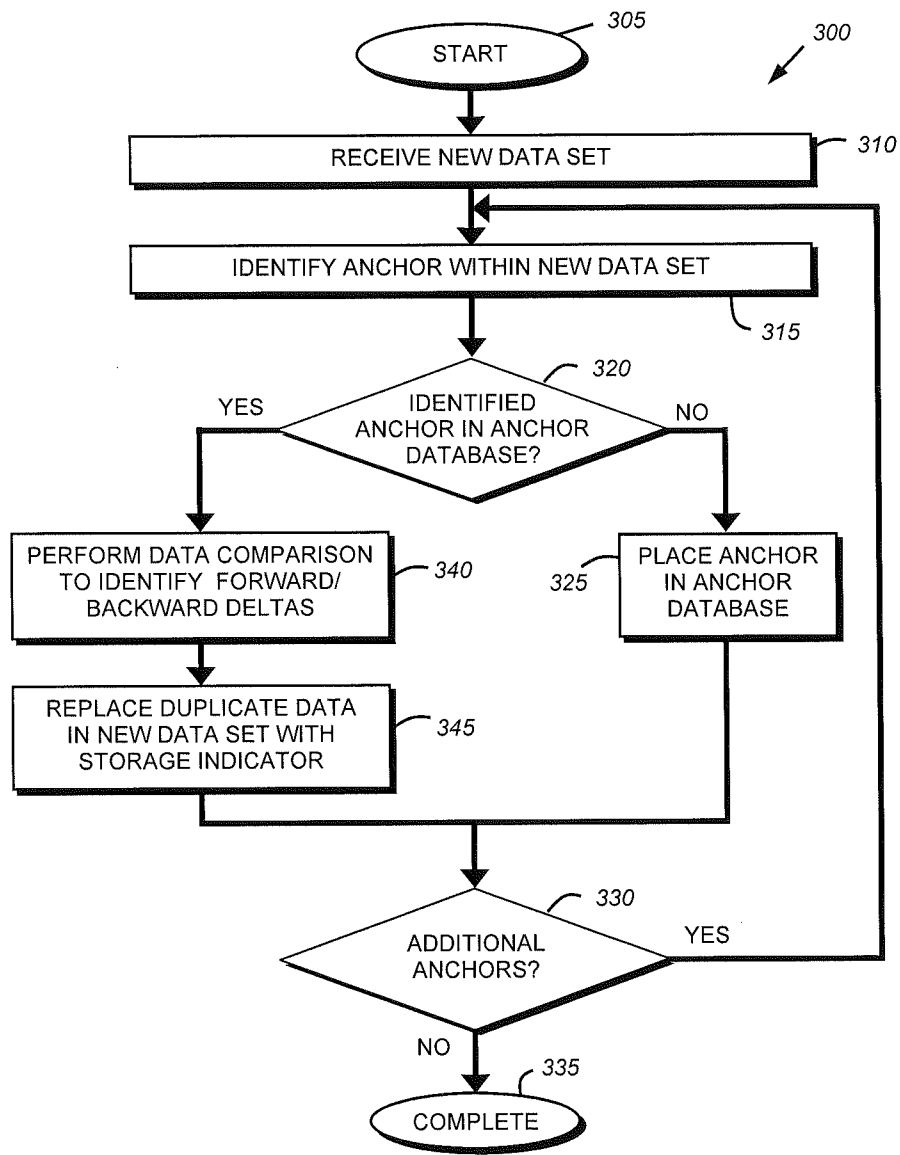 305
START
300
RECEIVE NEW DATA SET
310
IDENTIFY ANCHOR WITHIN NEW DATA SET
315
320
YES
IDENTIFIED
ANCHOR IN ANCHOR
DATABASE?
NO
PERFORM DATA COMPARISON
TO IDENTIFY FORWARD/
BACKWARD DELTAS
340
325
PLACE ANCHOR
IN ANCHOR
DATABASE
REPLACE DUPLICATE DATA
IN NEW DATA SET WITH
STORAGE INDICATOR
345
330
ADDITIONAL
ANCHORS?
YES
NO
335
COMPLETE